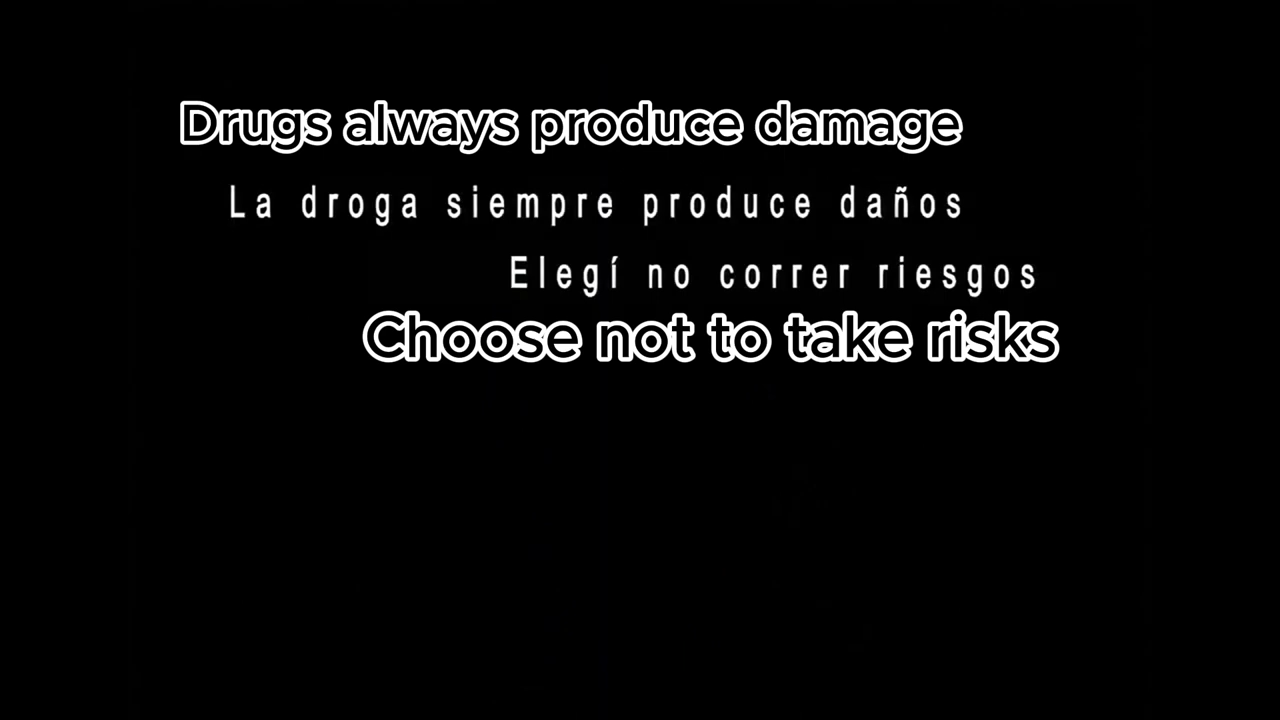 Drugs always produce damage
La droga siempre produce daños
Elegí no correr riesgos
Choose not to take risks